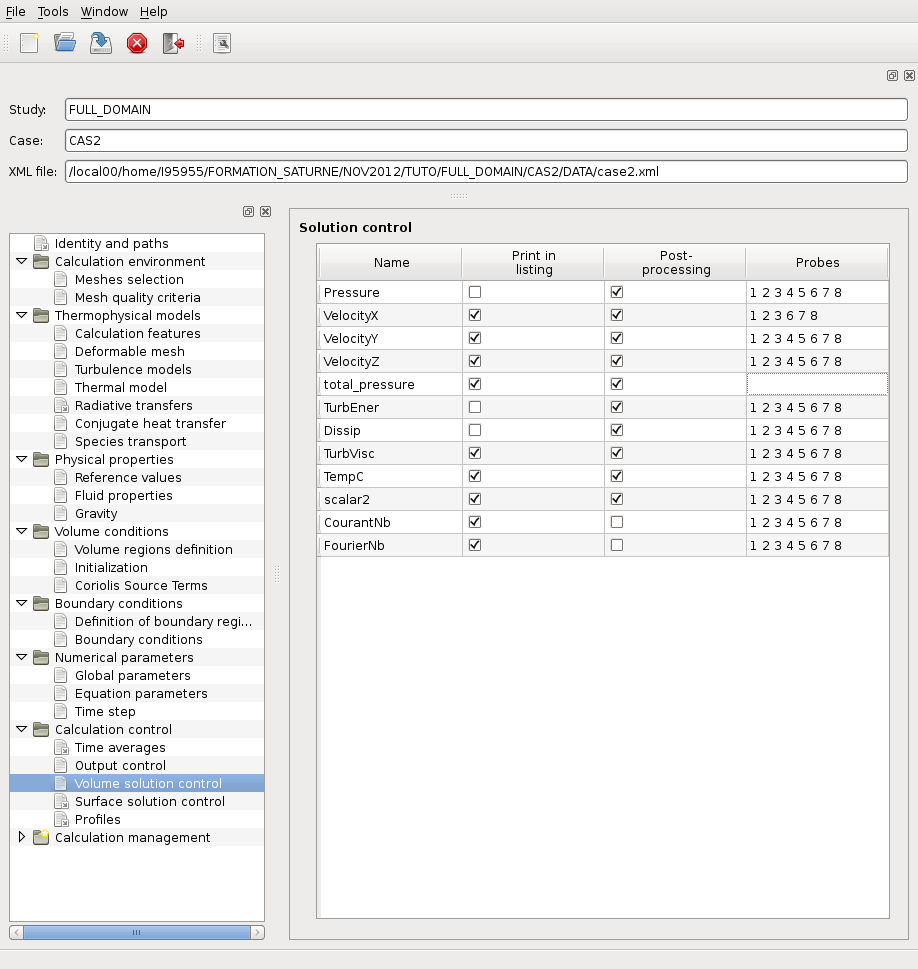 File Tools Window Help
Study: FULL_DOMAIN
Case: CAS2
XML file: /local00/home/I95955/FORMATION_SATURNE/NOV2012/TUTO/FULL_DOMAIN/CAS2/DATA/case2.xml
Identity and paths
Calculation environment
Meshes selection
Mesh quality criteria
Thermophysical models
Calculation features
Deformable mesh
Turbulence models
Thermal model
Radiative transfers
Conjugate heat transfer
Species transport
Physical properties
Reference values
Fluid properties
Gravity
Volume conditions
Volume regions definition
Initialization
Coriolis Source Terms
Boundary conditions
Definition of boundary regi...
Boundary conditions
Numerical parameters
Global parameters
Equation parameters
Time step
Calculation control
Time averages
Output control
Volume solution control
Surface solution control
Profiles
Calculation management
Solution control
Name Print in listing Post-processing Probes
Pressure 1 2 3 4 5 6 7 8
VelocityX 1 2 3 6 7 8
VelocityY 1 2 3 4 5 6 7 8
VelocityZ 1 2 3 4 5 6 7 8
total_pressure
TurbEner 1 2 3 4 5 6 7 8
Dissip 1 2 3 4 5 6 7 8
TurbVisc 1 2 3 4 5 6 7 8
TempC 1 2 3 4 5 6 7 8
scalar2 1 2 3 4 5 6 7 8
CourantNb 1 2 3 4 5 6 7 8
FourierNb 1 2 3 4 5 6 7 8